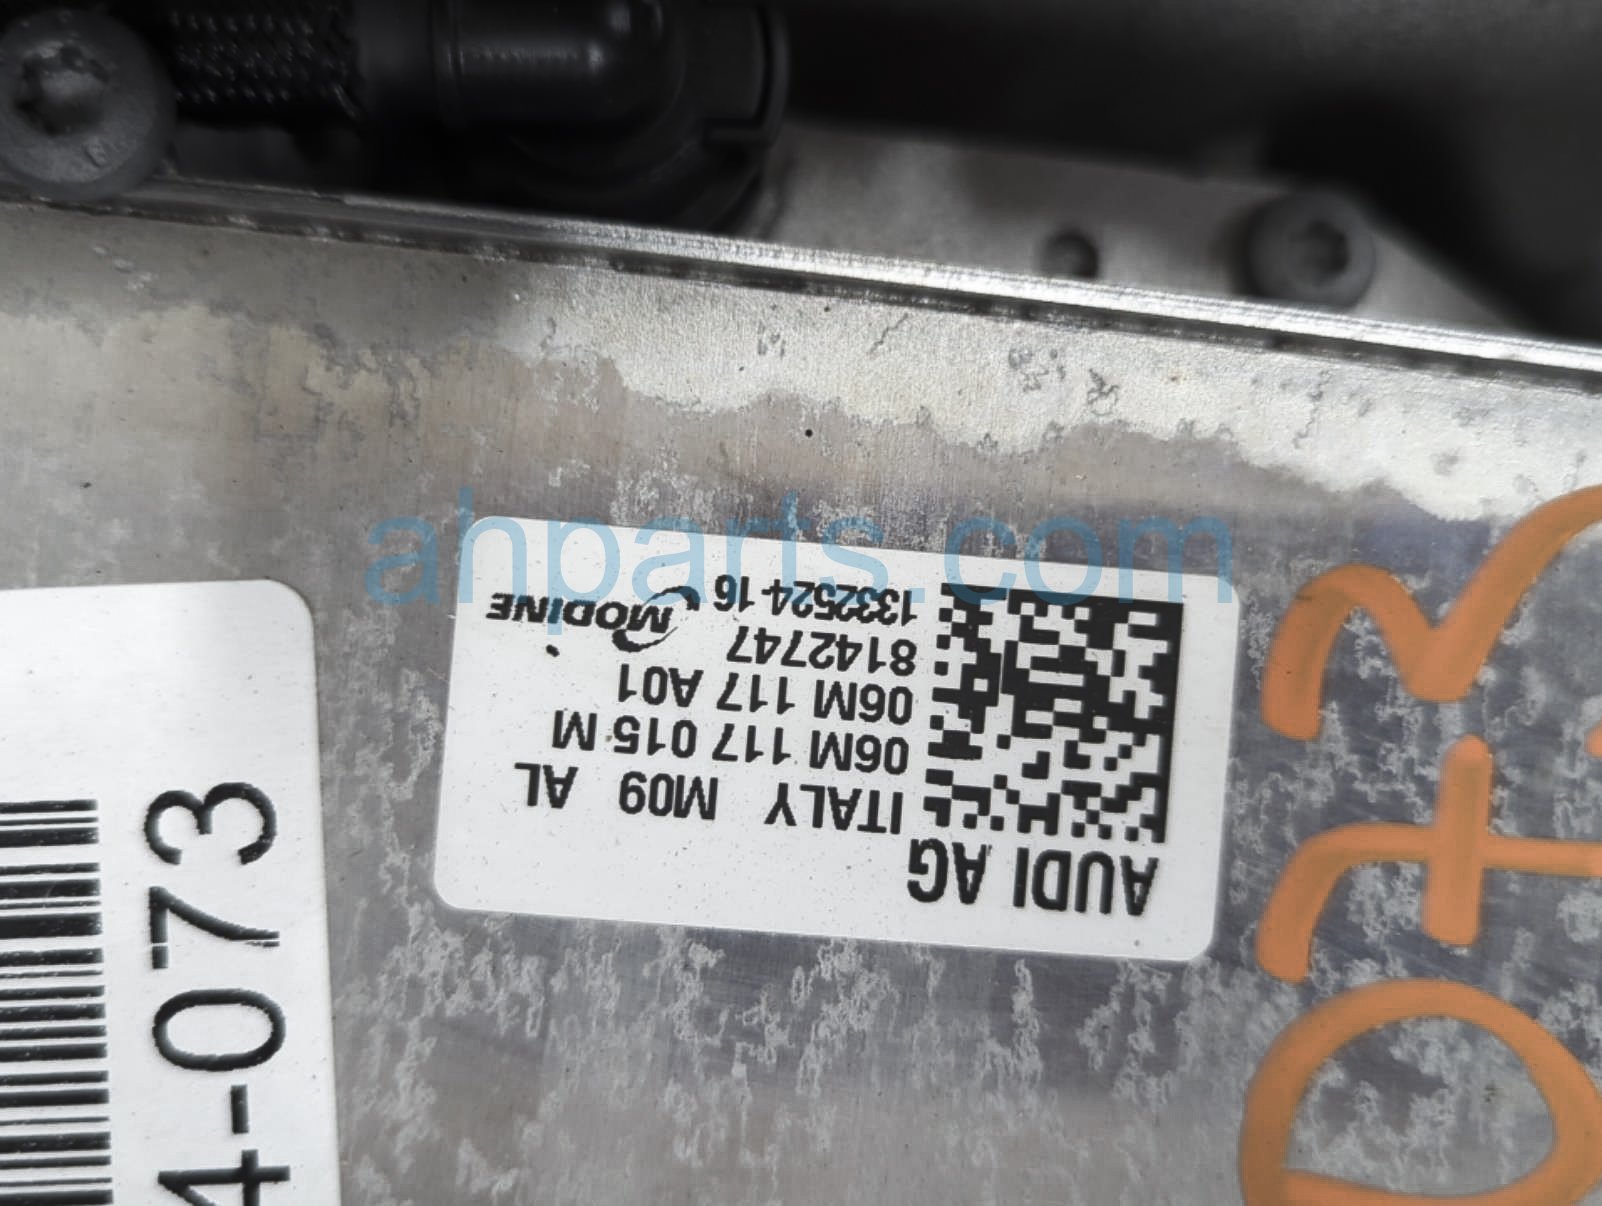 AUDI AG
ITALY M09 AL
06M 117 015 M
06M 117 A01
8142747
1332524-16 MODINE
4-073
073
ahparts.com